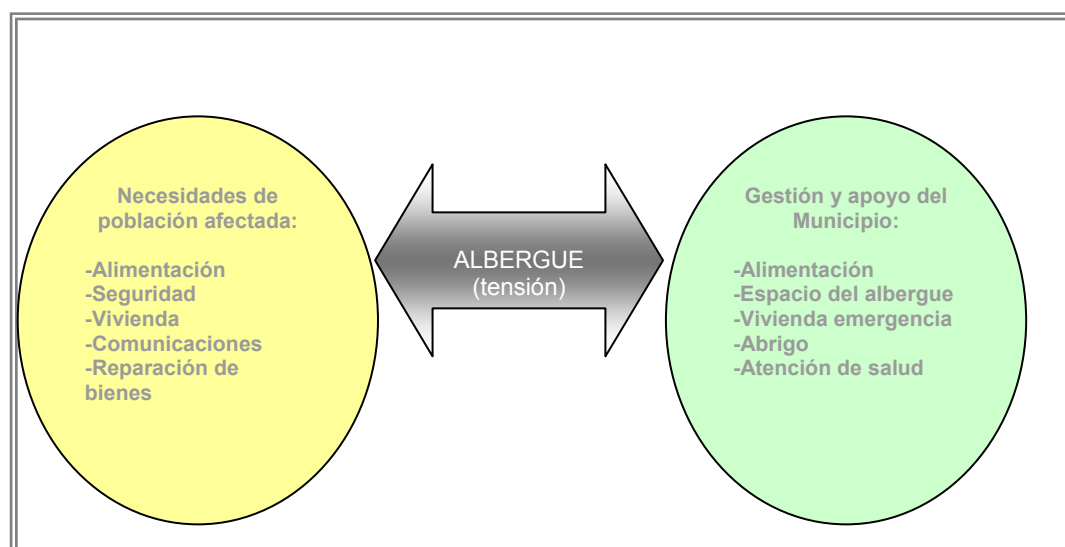 Necesidades de
población afectada:
-Alimentación
-Seguridad
-Vivienda
-Comunicaciones
-Reparación de
bienes
ALBERGUE
(tensión)
Gestión y apoyo del
Municipio:
-Alimentación
-Espacio del albergue
-Vivienda emergencia
-Abrigo
-Atención de salud